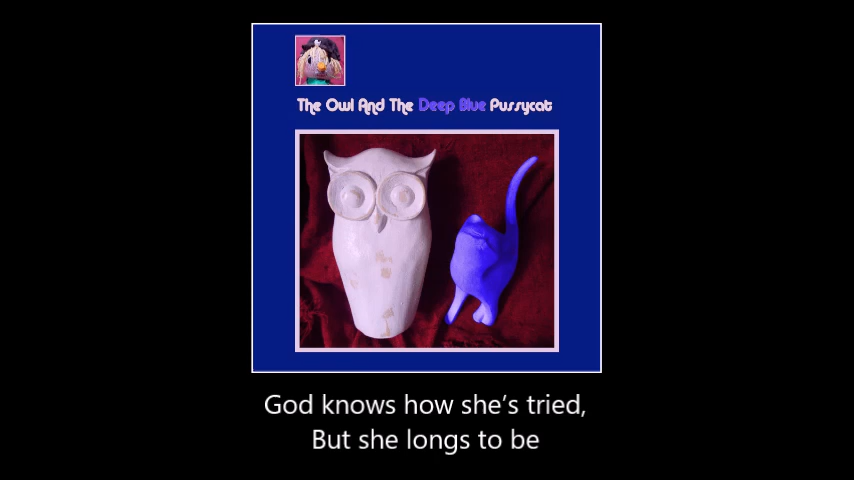 The Owl And The Deep Blue Pussycat
God knows how she’s tried,
But she longs to be